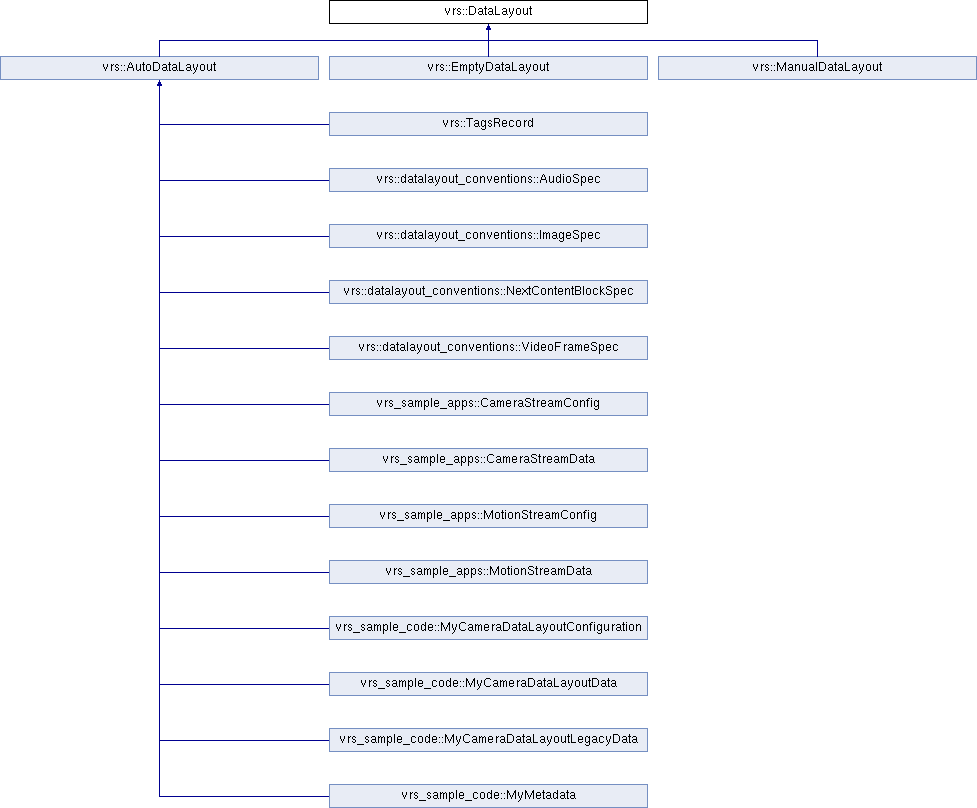 vrs::DataLayout
vrs::AutoDataLayout
vrs::EmptyDataLayout
vrs::ManualDataLayout
vrs::TagsRecord
vrs::datalayout_conventions::AudioSpec
vrs::datalayout_conventions::ImageSpec
vrs::datalayout_conventions::NextContentBlockSpec
vrs::datalayout_conventions::VideoFrameSpec
vrs_sample_apps::CameraStreamConfig
vrs_sample_apps::CameraStreamData
vrs_sample_apps::MotionStreamConfig
vrs_sample_apps::MotionStreamData
vrs_sample_code::MyCameraDataLayoutConfiguration
vrs_sample_code::MyCameraDataLayoutData
vrs_sample_code::MyCameraDataLayoutLegacyData
vrs_sample_code::MyMetadata